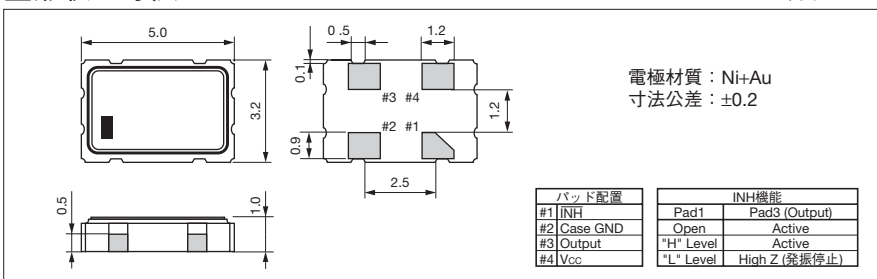 5.0
0.5
1.2
0.1
3.2
#3 #4
1.2
#2 #1
0.9
2.5
0.5
1.0
電極材質：Ni+Au
寸法公差：±0.2
パッド配置
#1 INH
#2 Case GND
#3 Output
#4 Vcc
INH機能
Pad1 Pad3 (Output)
Open Active
"H" Level Active
"L" Level High Z (発振停止)